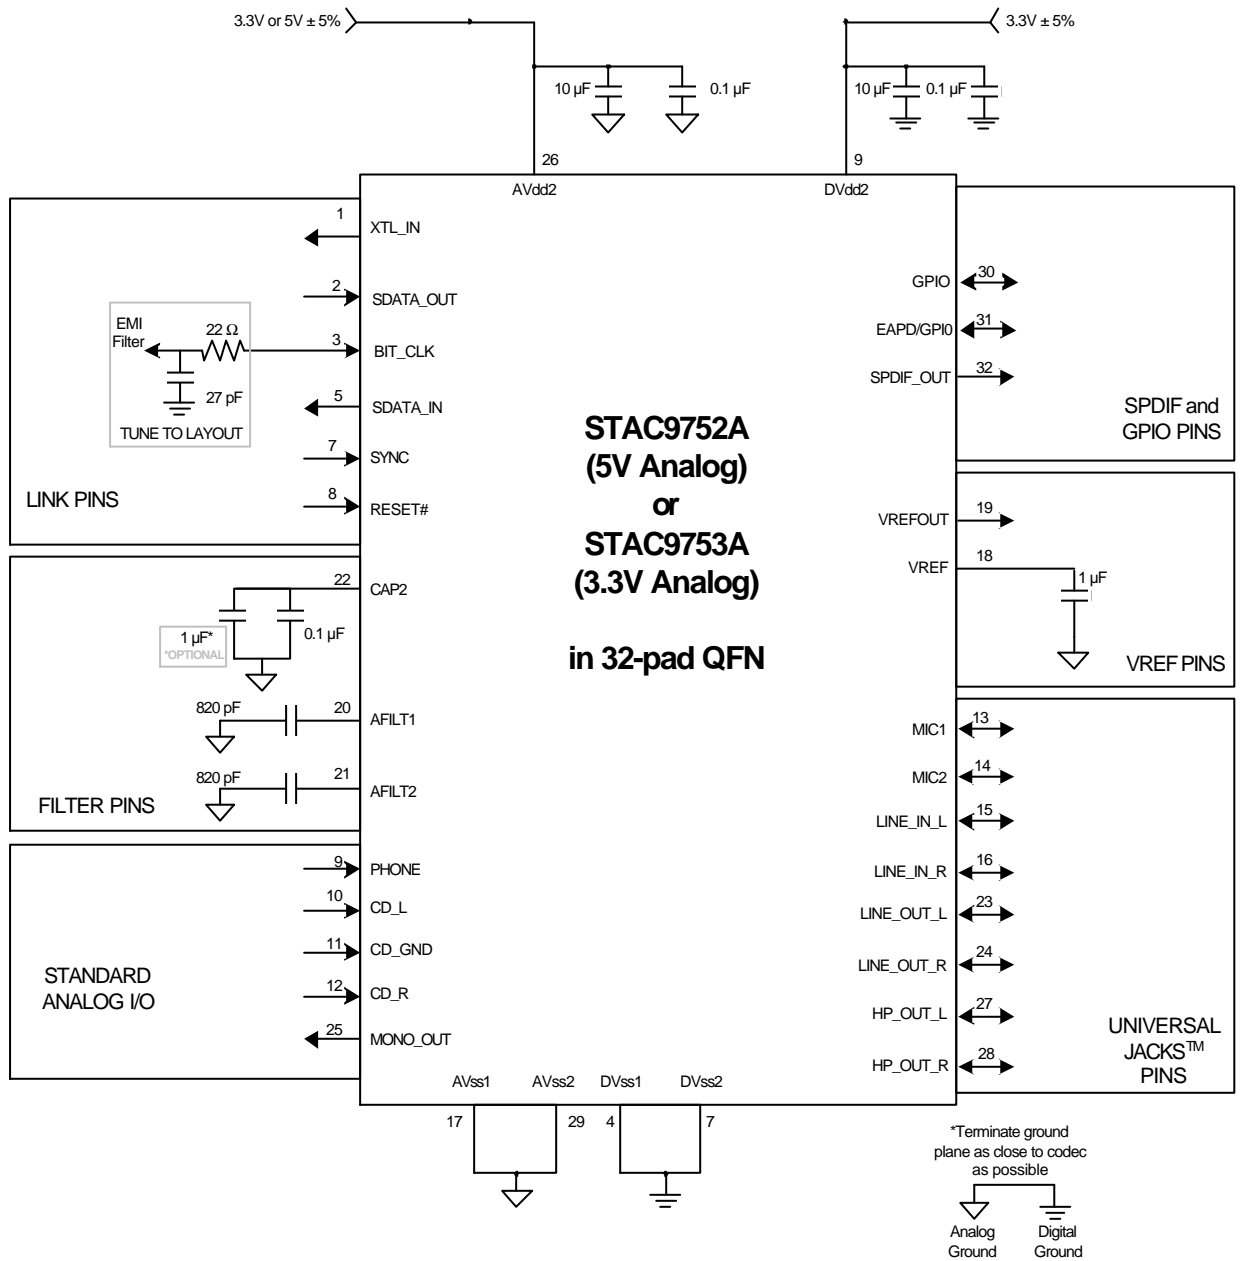 3.3V or 5V ± 5%
3.3V ± 5%
10 µF
0.1 µF
10 µF
0.1 µF
26
9
AVdd2
DVdd2
1
XTL_IN
2
SDATA_OUT
EMI
Filter
22 Ω
3
BIT_CLK
27 pF
TUNE TO LAYOUT
5
SDATA_IN
7
SYNC
8
RESET#
LINK PINS
22
CAP2
1 µF*
*OPTIONAL
0.1 µF
820 pF
20
AFILT1
820 pF
21
AFILT2
FILTER PINS
9
PHONE
10
CD_L
11
CD_GND
12
CD_R
25
MONO_OUT
STANDARD
ANALOG I/O
STAC9752A
(5V Analog)
or
STAC9753A
(3.3V Analog)
in 32-pad QFN
GPIO
30
EAPD/GPI0
31
SPDIF_OUT
32
SPDIF and
GPIO PINS
VREFOUT
19
VREF
18
1 µF
VREF PINS
MIC1
13
MIC2
14
LINE_IN_L
15
LINE_IN_R
16
LINE_OUT_L
23
LINE_OUT_R
24
HP_OUT_L
27
HP_OUT_R
28
UNIVERSAL
JACKS™
PINS
AVss1
AVss2
DVss1
DVss2
17
29
4
7
*Terminate ground
plane as close to codec
as possible
Analog
Ground
Digital
Ground